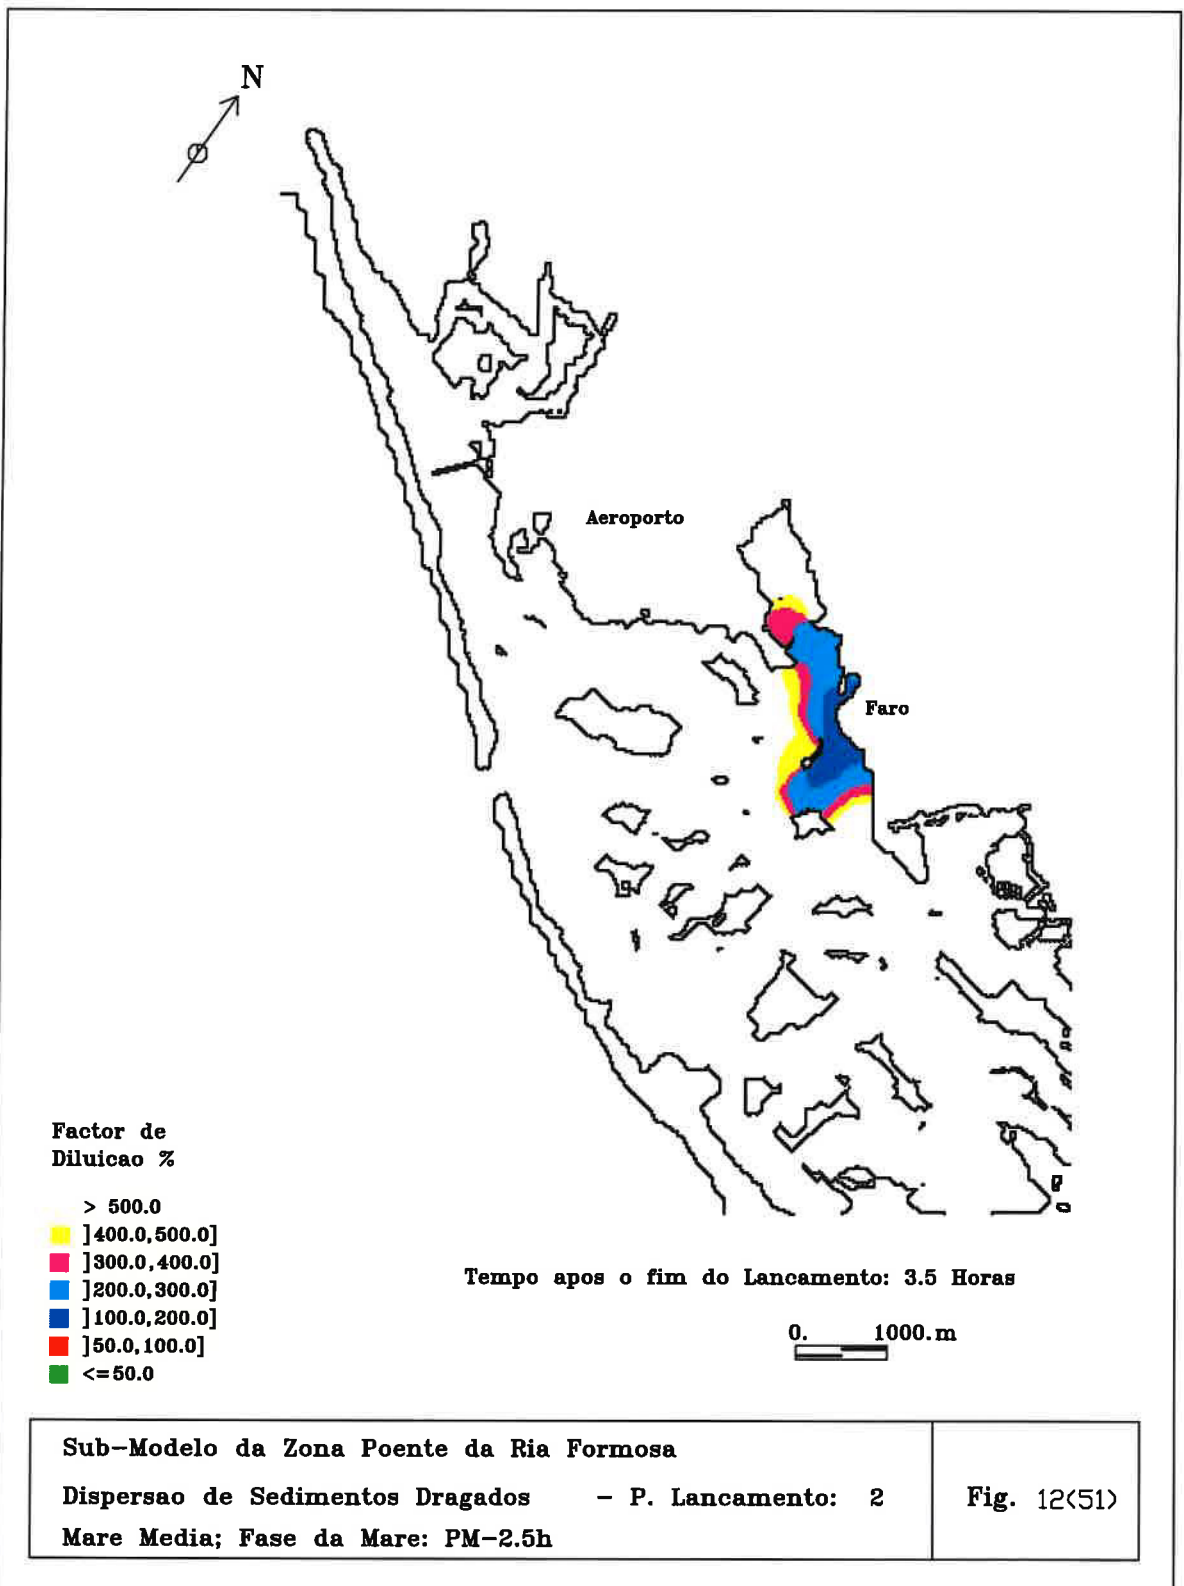 N
Aeroporto
Faro
Factor de
Diluicao %
> 500.0
]400.0,500.0]
]300.0,400.0]
]200.0,300.0]
]100.0,200.0]
]50.0,100.0]
<=50.0
Tempo apos o fim do Lancamento: 3.5 Horas
0. 1000.m
Sub-Modelo da Zona Poente da Ria Formosa
Dispersao de Sedimentos Dragados - P. Lancamento: 2
Mare Media; Fase da Mare: PM-2.5h
Fig. 12(51)